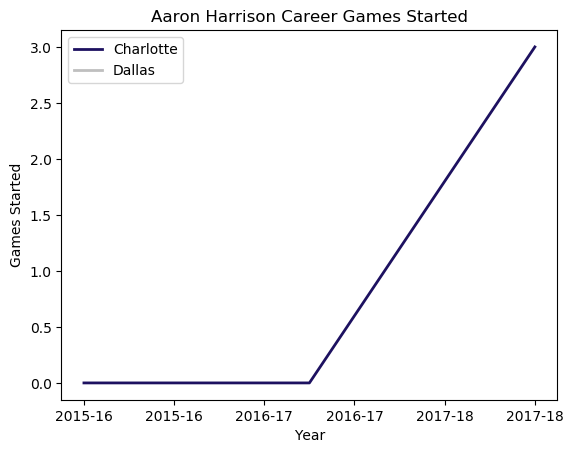 Aaron Harrison Career Games Started
Charlotte
Dallas
3.0
2.5
2.0
1.5
1.0
0.5
0.0
Games Started
2015-16 2015-16 2016-17 2016-17 2017-18 2017-18
Year